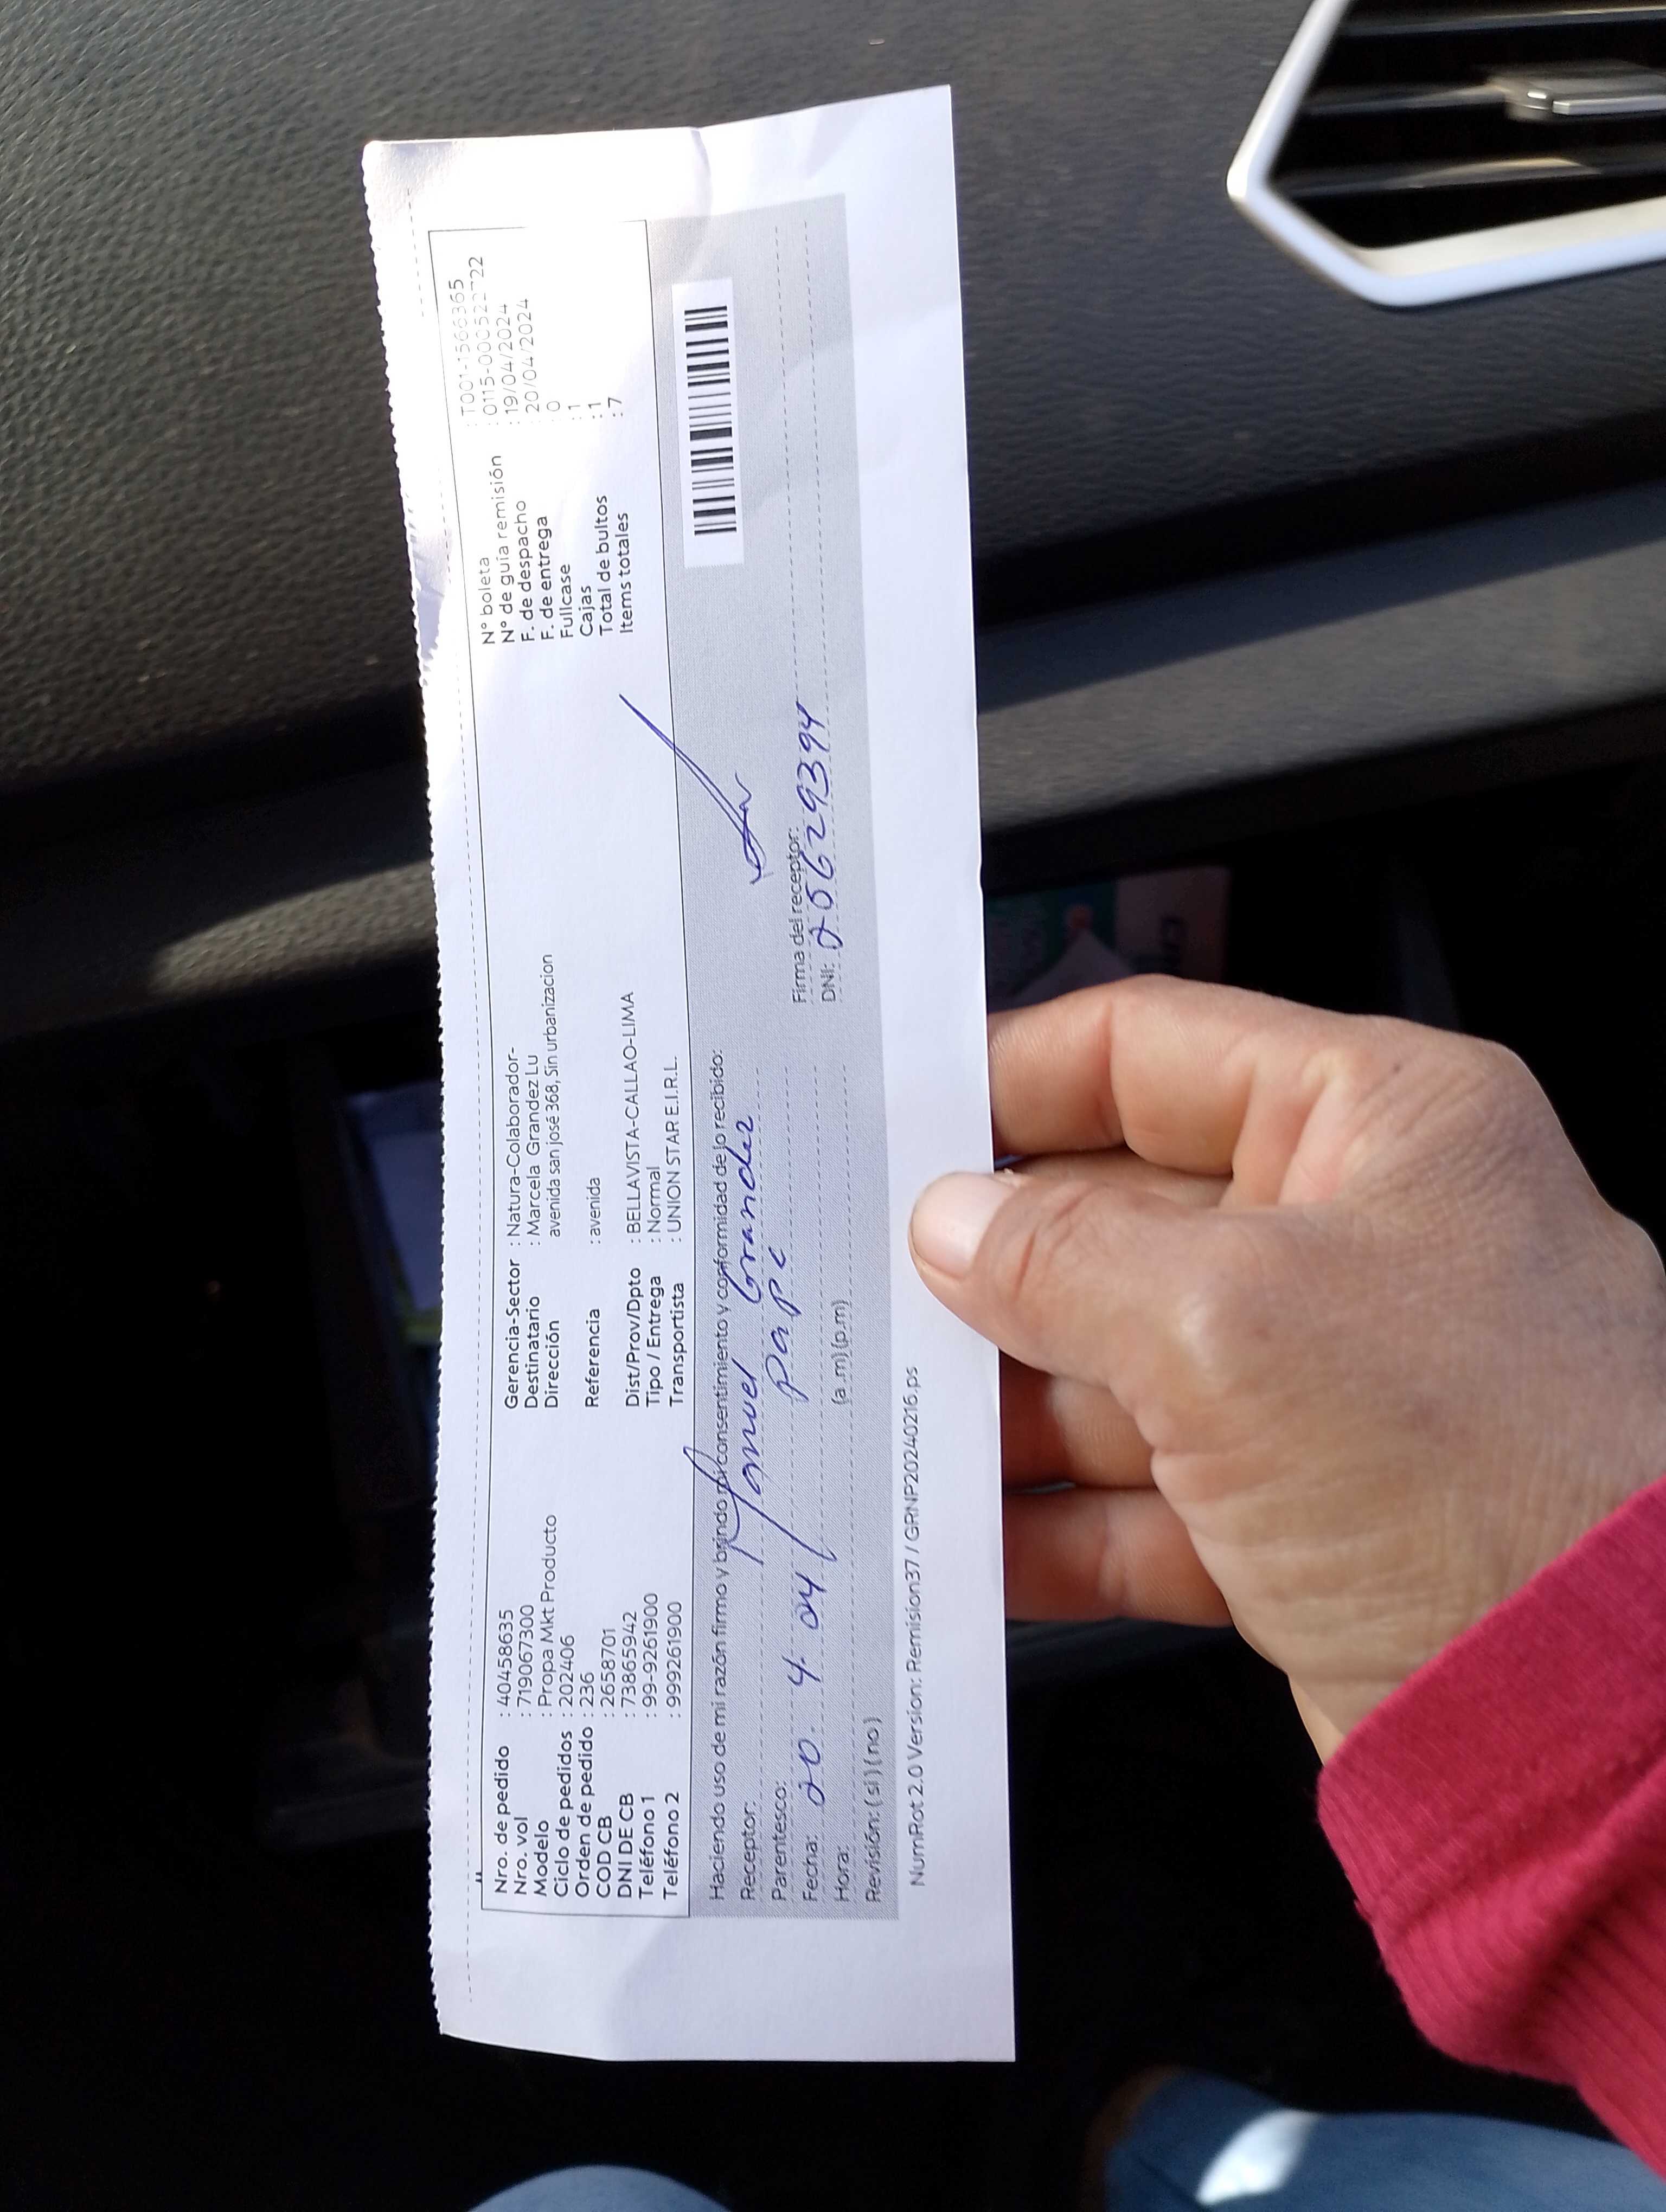 Nro. de pedido : 40458635
Nro. vol : 719067300
Modelo : Propa Mkt Producto
Ciclo de pedidos : 202406
Orden de pedido : 236
COD CB : 2658701
DNI DE CB : 73865942
Teléfono 1 : 99-9261900
Teléfono 2 : 999261900
Gerencia-Sector : Natura-Colaborador-
Destinatario : Marcela Grandez Lu
Dirección avenida san josé 368, Sin urbanizacion
Referencia : avenida
Dist/Prov/Dpto : BELLAVISTA-CALLAO-LIMA
Tipo / Entrega : Normal
Transportista : UNION STAR E.I.R.L.
N° boleta : T001-1566365
N° de guía remisión : 0115-00052
F. de despacho : 19/04/2024
F. de entrega 20/04/2024
Fullcase 0
Cajas : 1
Total de bultos : 1
Items totales : 7
Haciendo uso de mi razón firmo y brindo mi consentimiento y conformidad de lo recibido:
Receptor: Manuel Grandez
Parentesco: papa
Fecha: 20. 4. 04
Hora: (a.m)(p.m)
Revisión: (si) (no)
Firma del receptor:
DNI: 25629394
NumRot 2.0 Version: Remision37 / GRNP20240216.ps